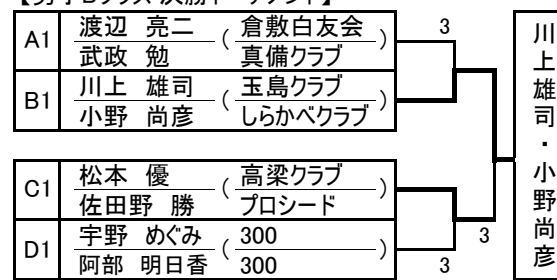 【男子Bクラス 決勝トーナメント】
A1 渡辺 亮二 ( 倉敷白友会 )
武政 勉 真備クラブ
3
B1 川上 雄司 ( 玉島クラブ )
小野 尚彦 しらかべクラブ
C1 松本 優 ( 高梁クラブ )
佐田野 勝 プロシード
3
D1 宇野 めぐみ ( 300 )
阿部 明日香 300
3
川上雄司・小野尚彦